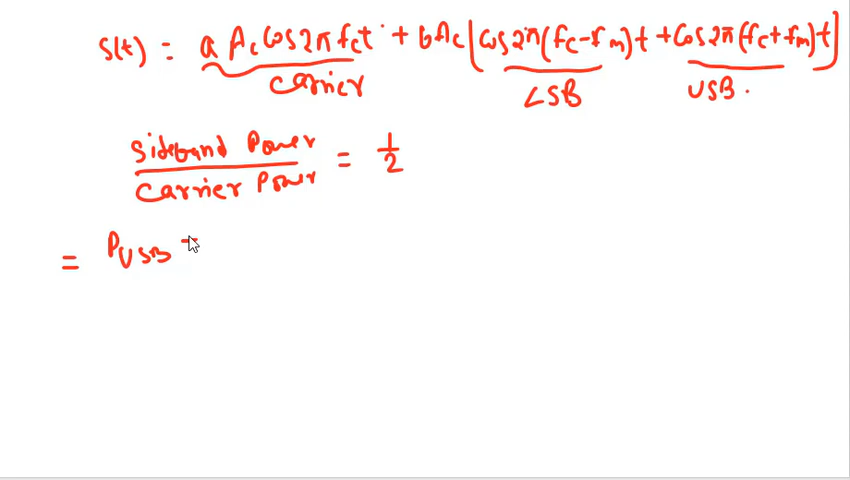 S(t) = a Ac Cos2π fct + bAc [Cos2π(fc-fm)t + Cos2π(fc+fm)t]
Carrier LSB USB.
Sideband Power / Carrier Power = 1/2
= PUSB +